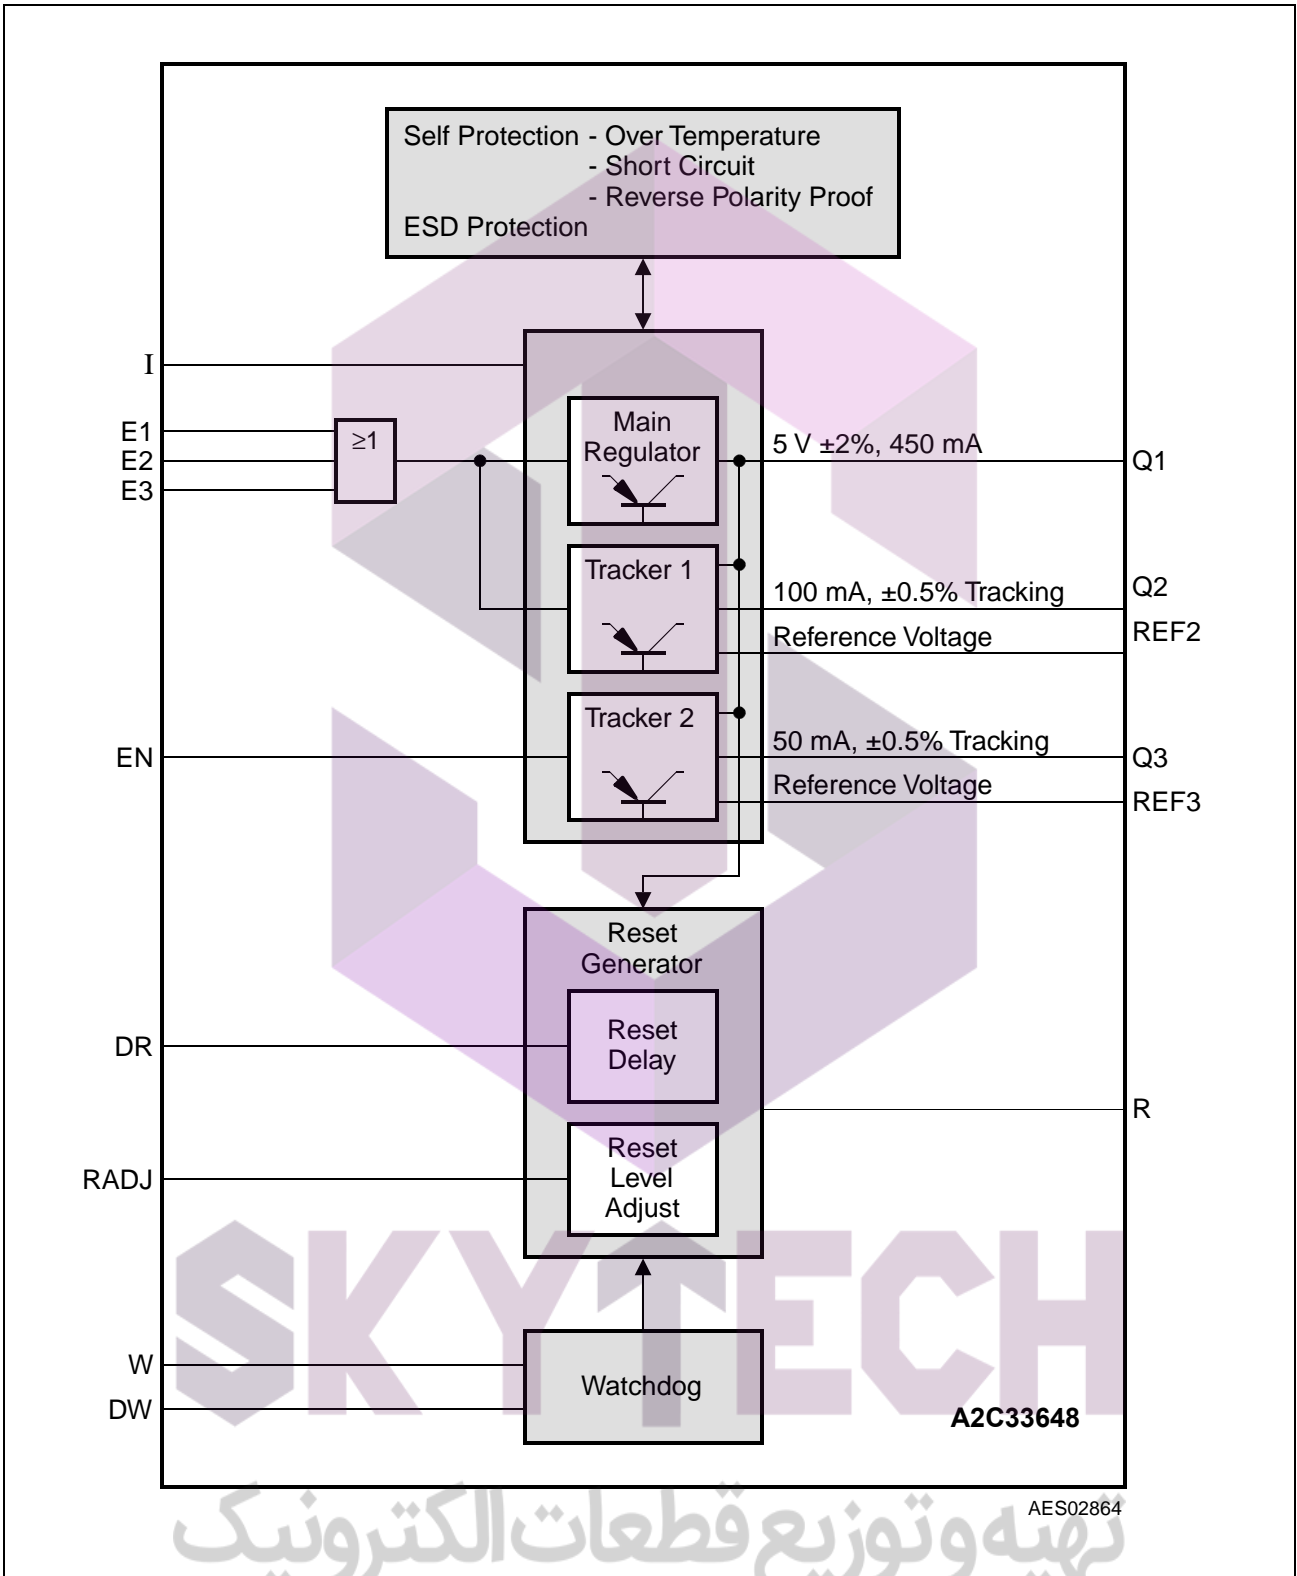 Self Protection - Over Temperature
- Short Circuit
- Reverse Polarity Proof
ESD Protection
I
E1
E2
E3
≥1
Main
Regulator
5 V ±2%, 450 mA
Q1
Tracker 1
100 mA, ±0.5% Tracking
Q2
Reference Voltage
REF2
Tracker 2
EN
50 mA, ±0.5% Tracking
Q3
Reference Voltage
REF3
Reset
Generator
DR
Reset
Delay
R
RADJ
Reset
Level
Adjust
SKYTECH
W
DW
Watchdog
A2C33648
AES02864
تهیه و توزیع قطعات الکترونیک